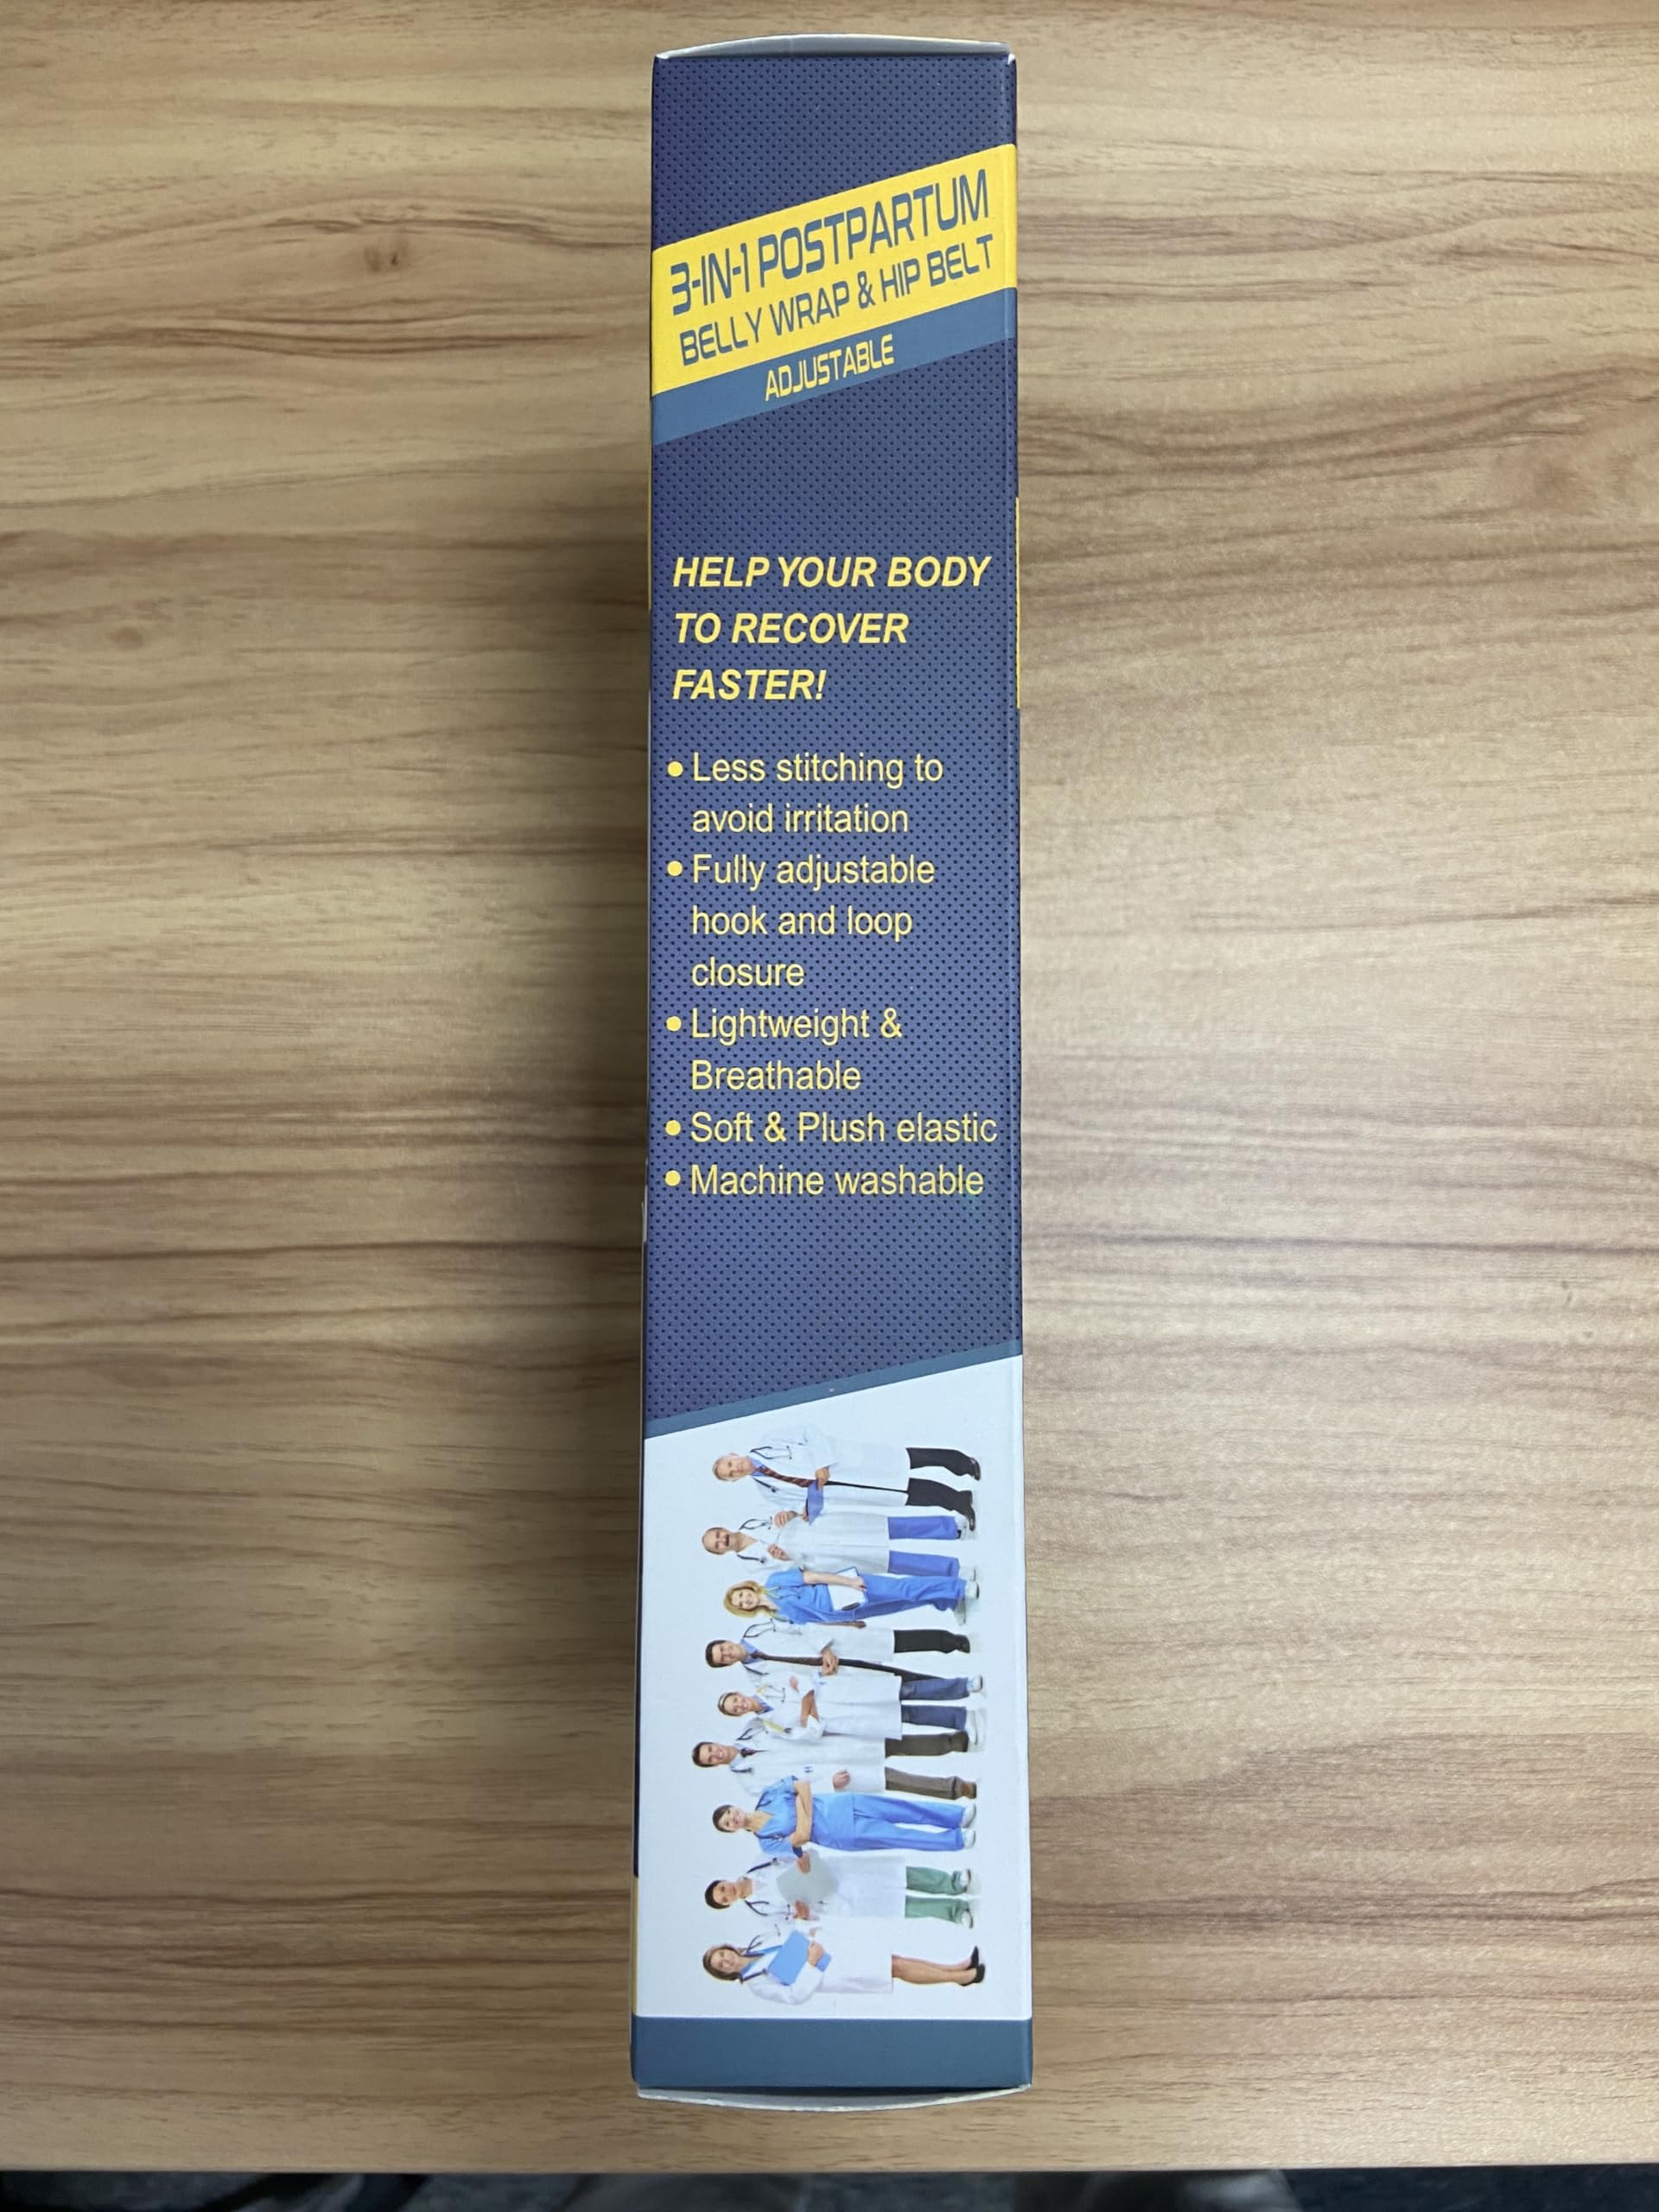 3-IN-1 POSTPARTUM
BELLY WRAP & HIP BELT
ADJUSTABLE
HELP YOUR BODY
TO RECOVER
FASTER!
• Less stitching to
avoid irritation
• Fully adjustable
hook and loop
closure
• Lightweight &
Breathable
• Soft & Plush elastic
• Machine washable